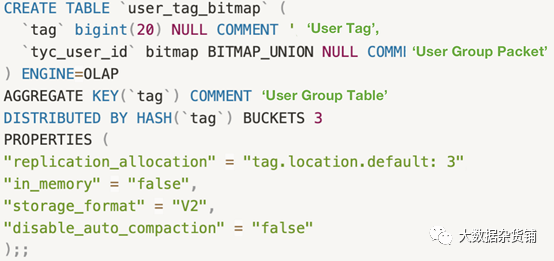 CREATE TABLE `user_tag_bitmap` (
  `tag` bigint(20) NULL COMMENT ' ‘User Tag’,
  `tyc_user_id` bitmap BITMAP_UNION NULL COMMI ‘User Group Packet’
) ENGINE=OLAP
AGGREGATE KEY(`tag`) COMMENT ‘User Group Table’
DISTRIBUTED BY HASH(`tag`) BUCKETS 3
PROPERTIES (
"replication_allocation" = "tag.location.default: 3"
"in_memory" = "false",
"storage_format" = "V2",
"disable_auto_compaction" = "false"
);;
大数据杂货铺